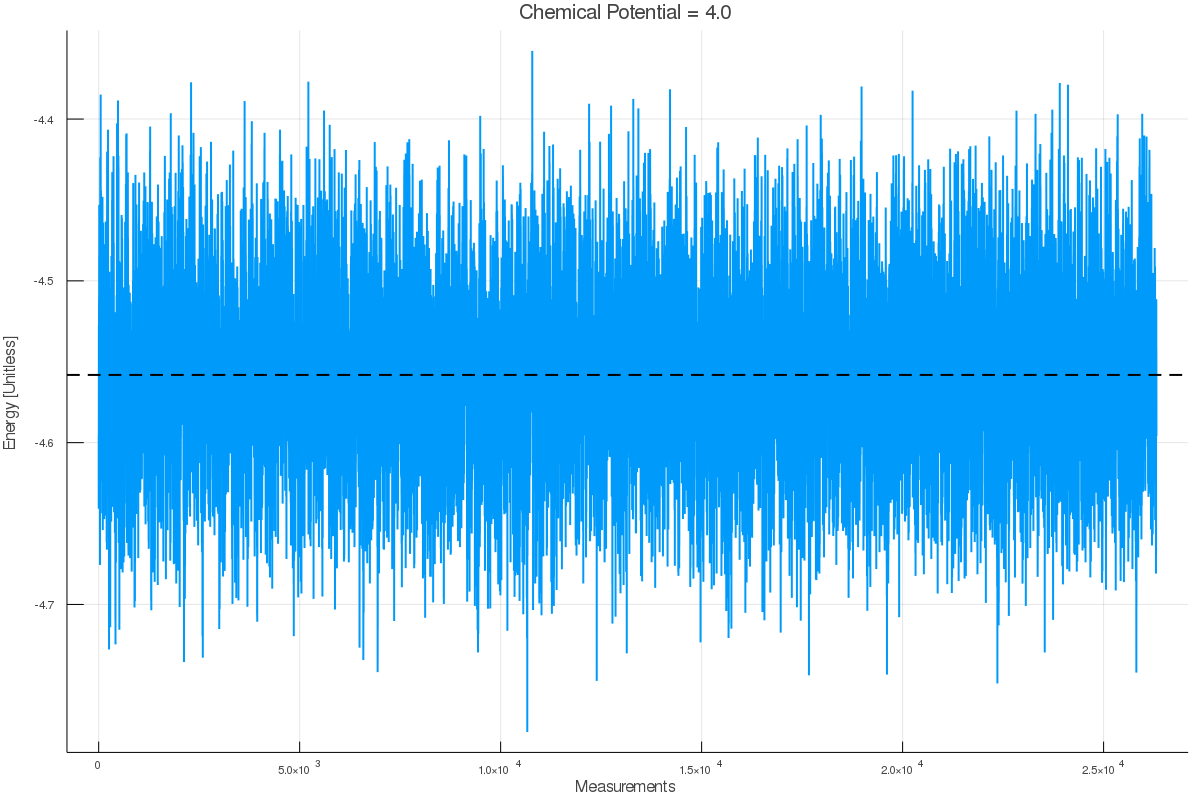 Chemical Potential = 4.0
Energy [Unitless]
-4.4
-4.5
-4.6
-4.7
0 5.0×10 3 1.0×10 4 1.5×10 4 2.0×10 4 2.5×10 4
Measurements